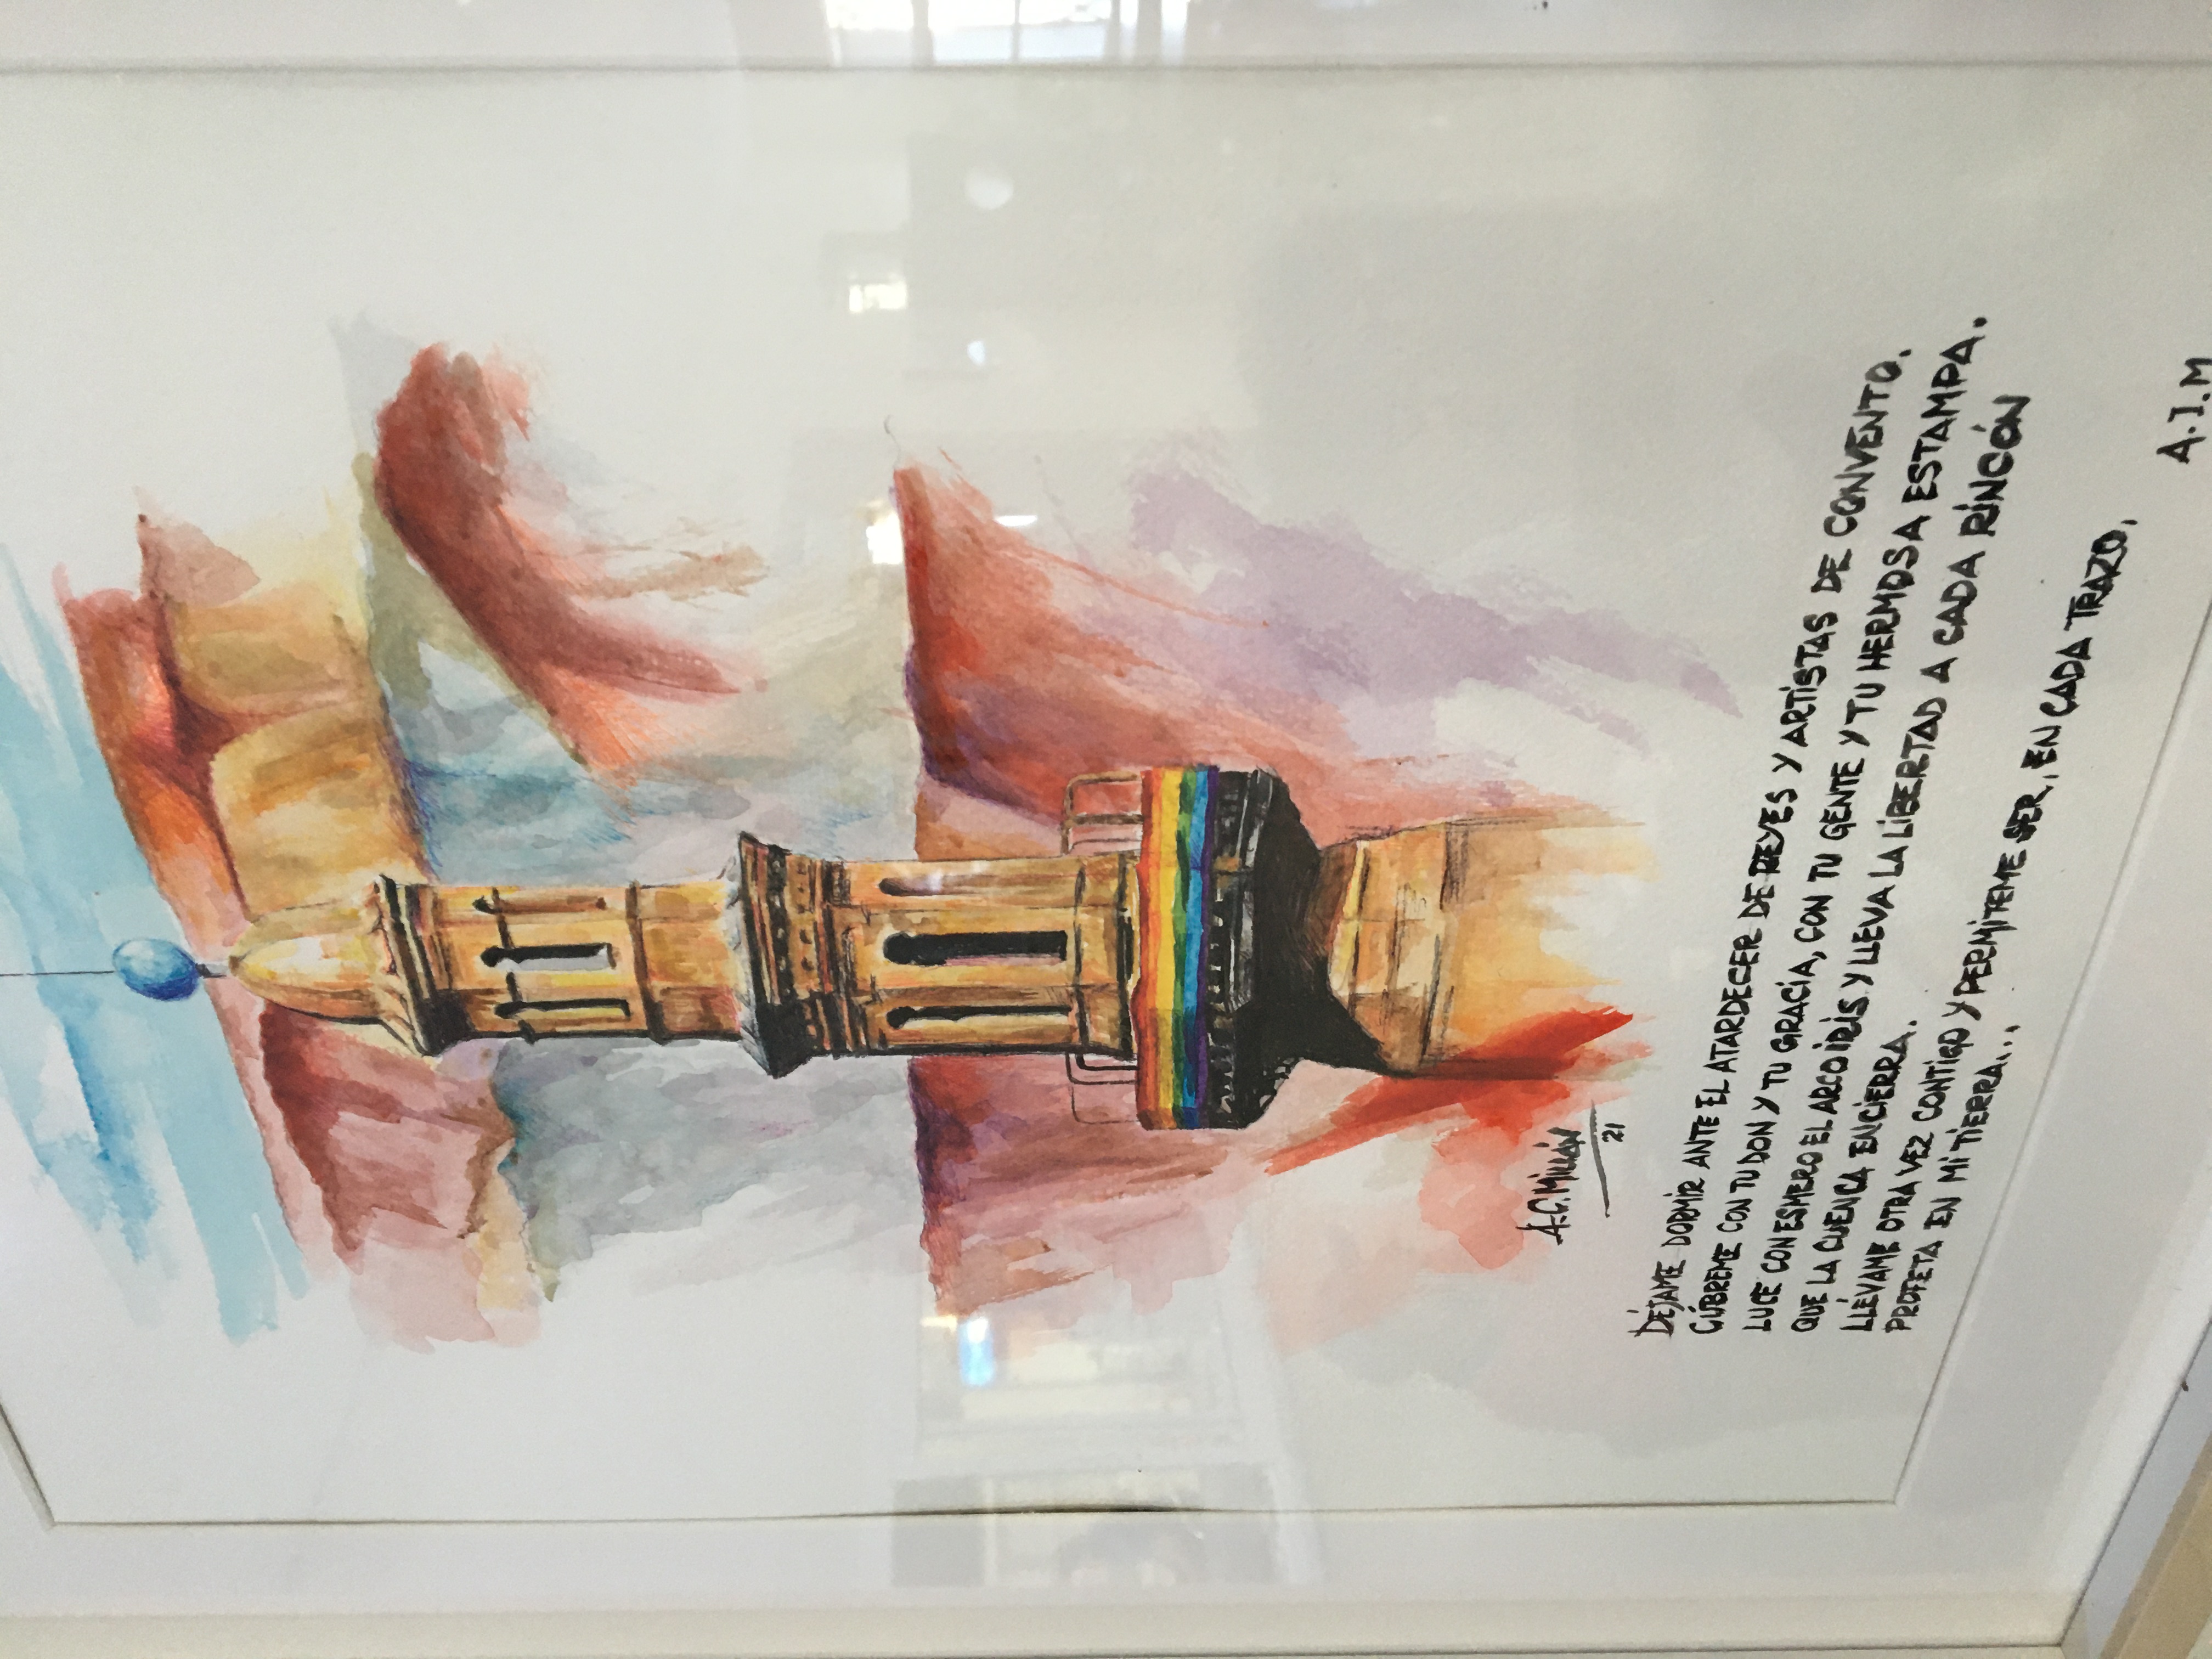 A.C. Millán
21
DÉJAME DORMIR ANTE EL ATARDECER DE REYES Y ARTISTAS DE CONVENTO.
CÚBREME CON TU DON Y TU GRACIA, CON TU GENTE Y TU HERMOSA ESTAMPA.
LUCE CON ESMERO EL ARCO IRIS Y LLEVA LA LIBERTAD A CADA RINCÓN
QUE LA CUENCA ENCIERRA.
LLÉVAME OTRA VEZ CONTIGO Y PERMÍTEME SER, EN CADA TRAZO,
PROFETA EN MI TIERRA...
A.J.M